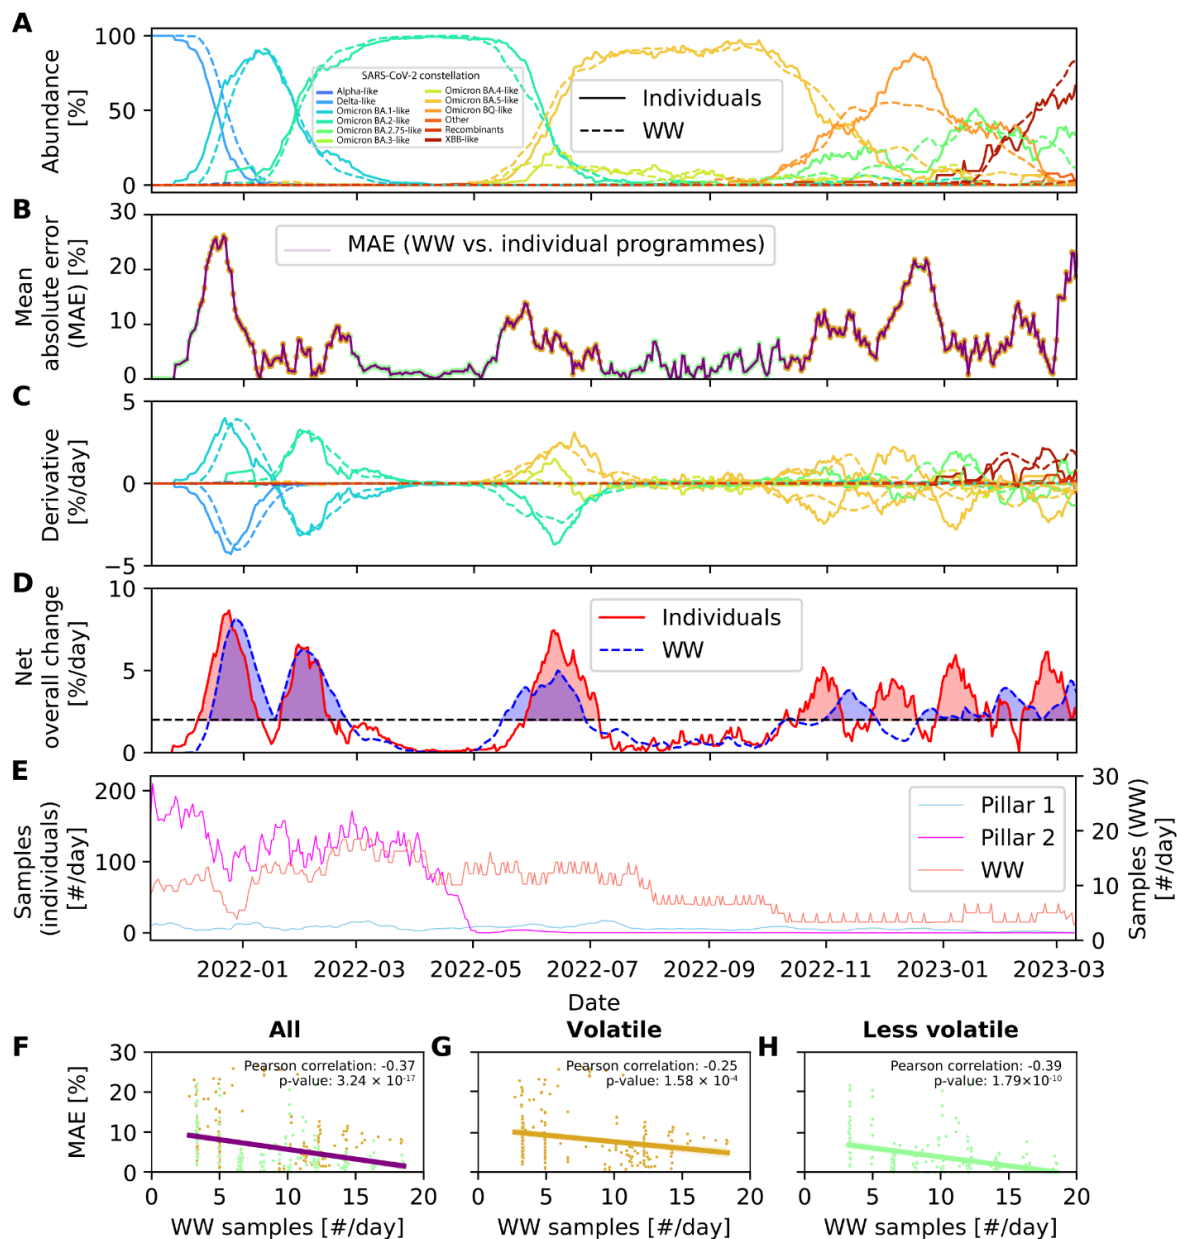 A
Abundance
[%]
100
50
0
SARS-CoV-2 constellation
Alpha-like
Delta-like
Omicron BA.1-like
Omicron BA.2-like
Omicron BA.2.75-like
Omicron BA.3-like
Omicron BA.4-like
Omicron BA.5-like
Omicron BQ-like
Other
Recombinants
XBB-like
Individuals
WW
B
Mean
absolute error
(MAE) [%]
30
20
10
0
MAE (WW vs. individual programmes)
C
Derivative
[%/day]
5
0
−5
D
Net
overall change
[%/day]
10
5
0
Individuals
WW
E
Samples
(individuals)
[#/day]
200
100
0
Pillar 1
Pillar 2
WW
30
20
10
0
Samples (WW)
[#/day]
2022-01
2022-03
2022-05
2022-07
2022-09
2022-11
2023-01
2023-03
Date
F
All
Pearson correlation: -0.37
p-value: 3.24 × 10⁻¹⁷
MAE [%]
30
20
10
0
0 5 10 15 20
WW samples [#/day]
G
Volatile
Pearson correlation: -0.25
p-value: 1.58 × 10⁻⁴
0 5 10 15 20
WW samples [#/day]
H
Less volatile
Pearson correlation: -0.39
p-value: 1.79×10⁻¹⁰
0 5 10 15 20
WW samples [#/day]